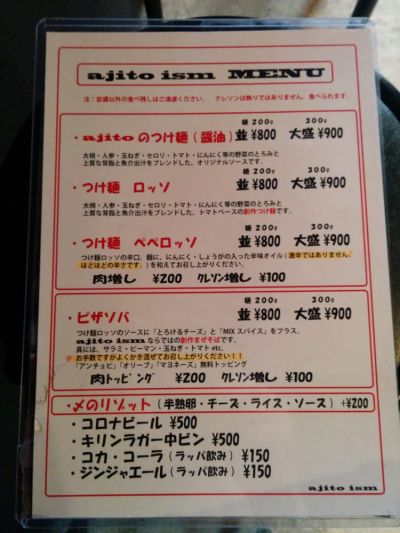 ajito ism MENU
注:豆腐以外の食べ残しはご遠慮ください。 クレソンは飾りではありません。食べられます。
麺 200g 300g
・ajitoのつけ麺(醤油) 並¥800 大盛¥900
大根・人参・玉ねぎ・セロリ・トマト・にんにく等の野菜のとろみと
上質な背脂と魚介出汁をブレンドした、オリジナルソースです。
麺 200g 300g
・つけ麺 ロッソ 並¥800 大盛¥900
大根・人参・玉ねぎ・セロリ・トマト・にんにく等の野菜のとろみと
上質な背脂と魚介出汁をブレンドした、トマトベースの創作つけ麺です。
麺 200g 300g
・つけ麺 ペペロッソ 並¥800 大盛¥900
つけ麺ロッソの辛口。麺に、にんにく・しょうがの入った辛味オイル(激辛ではありません。
ほどほどの辛さです。)を和えてお召し上がりください。
肉増し ¥200 クレソン増し ¥100
麺 200g 300g
・ピザソバ 並¥800 大盛¥900
つけ麺ロッソのソースに「とろけるチーズ」と「MIXスパイス」をプラス。
ajito ismならではの創作まぜそばです。
具には、サラミ・ピーマン・玉ねぎ・トマトetc.
※お手数ですがよくかき混ぜてお召し上がりください!!
「アンチョビ」「オリーブ」「マヨネーズ」無料トッピング
肉トッピング ¥200 クレソン増し ¥100
・〆のリゾット(半熟卵・チーズ・ライス・ソース) +¥200
・コロナビール ¥500
・キリンラガー中ビン ¥500
・コカ・コーラ(ラッパ飲み) ¥150
・ジンジャエール(ラッパ飲み) ¥150
ajito ism